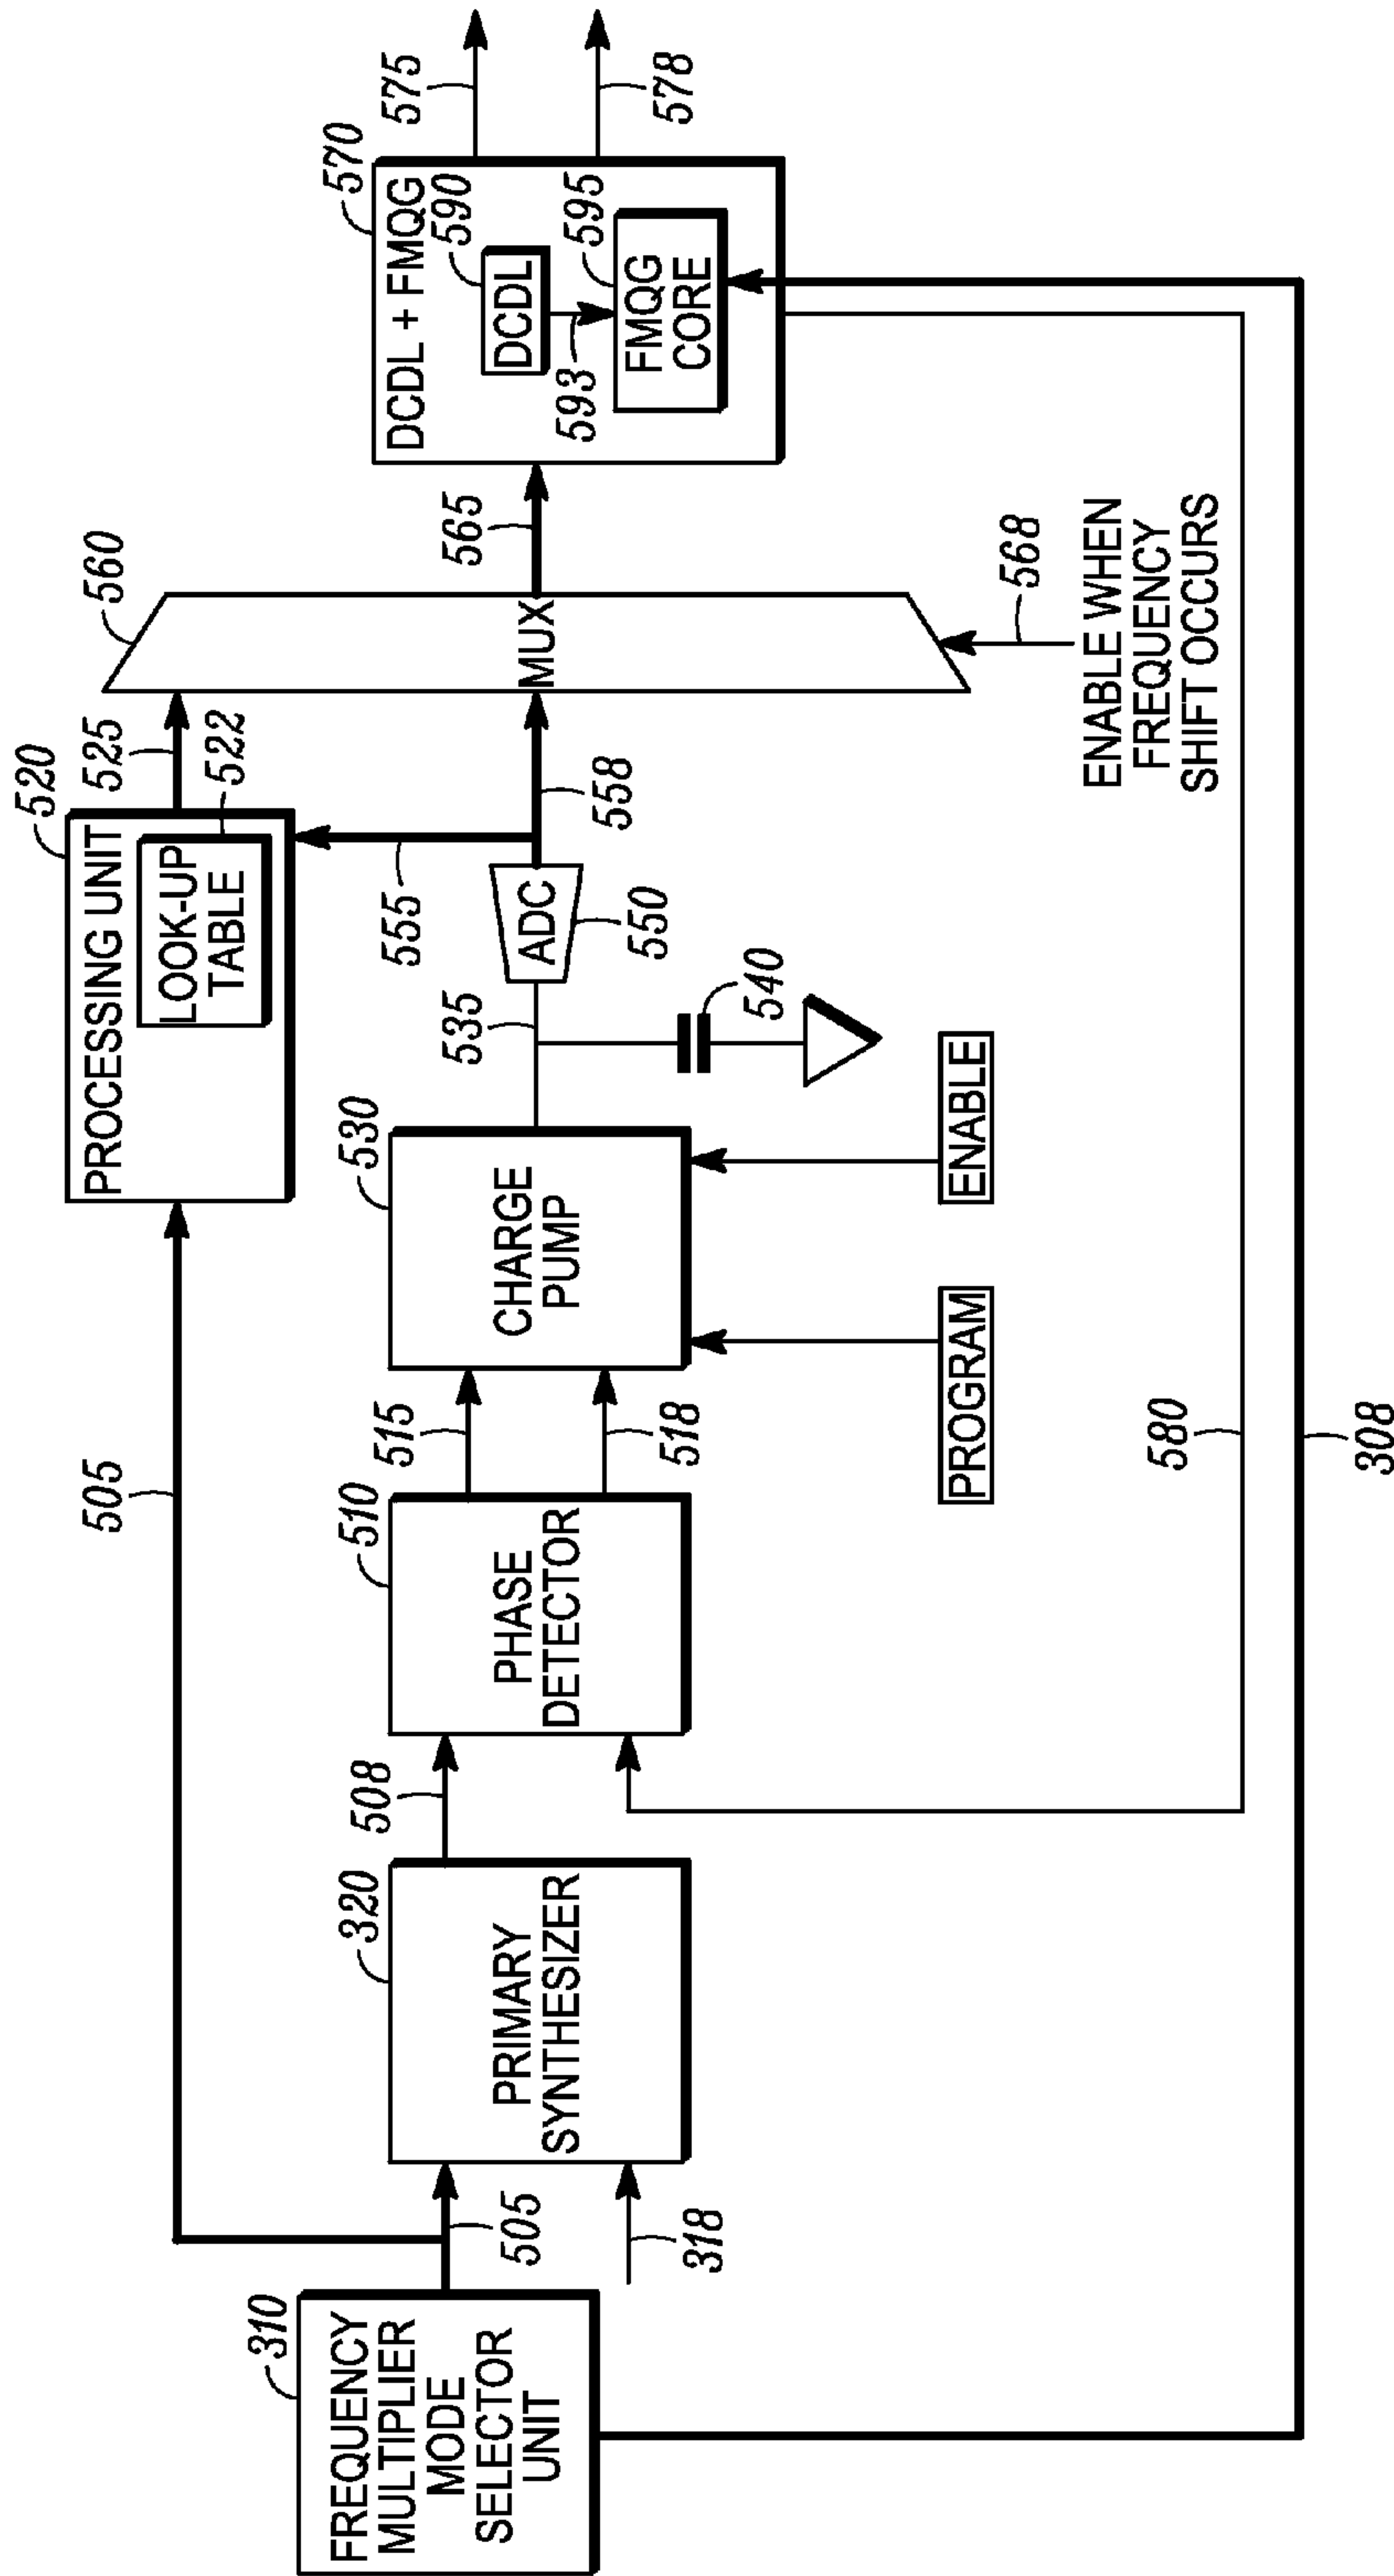 310
FREQUENCY
MULTIPLIER
MODE
SELECTOR
UNIT
505
505
318
320
PRIMARY
SYNTHESIZER
508
510
PHASE
DETECTOR
515
518
530
CHARGE
PUMP
PROGRAM
ENABLE
535
540
ADC
550
555
558
520
PROCESSING UNIT
LOOK-UP
TABLE
525
522
560
MUX
565
568
ENABLE WHEN
FREQUENCY
SHIFT OCCURS
570
DCDL + FMQG
590
DCDL
593
595
FMQG
CORE
575
578
580
308